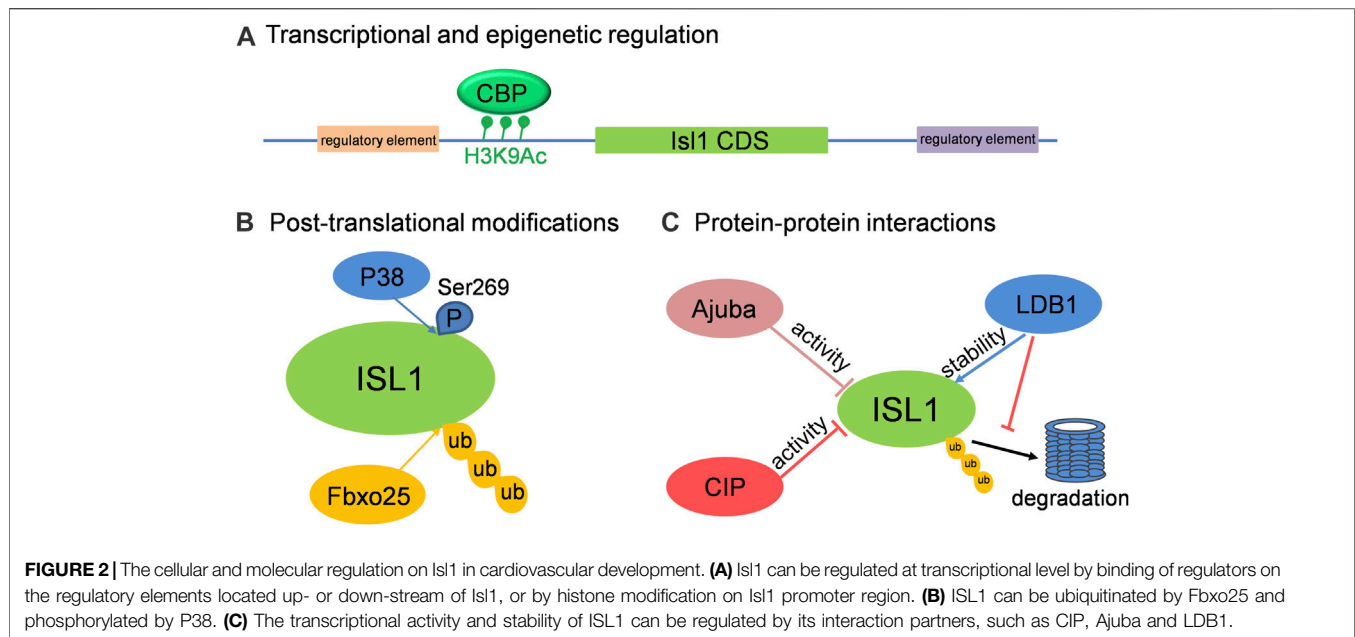 A Transcriptional and epigenetic regulation
CBP
regulatory element
H3K9Ac
Isl1 CDS
regulatory element
B Post-translational modifications
P38
Ser269
P
ISL1
ub
ub
ub
Fbxo25
C Protein-protein interactions
Ajuba
activity
LDB1
stability
ISL1
CIP
activity
ub
ub
ub
degradation
FIGURE 2 | The cellular and molecular regulation on Isl1 in cardiovascular development. (A) Isl1 can be regulated at transcriptional level by binding of regulators on
the regulatory elements located up- or down-stream of Isl1, or by histone modification on Isl1 promoter region. (B) ISL1 can be ubiquitinated by Fbxo25 and
phosphorylated by P38. (C) The transcriptional activity and stability of ISL1 can be regulated by its interaction partners, such as CIP, Ajuba and LDB1.